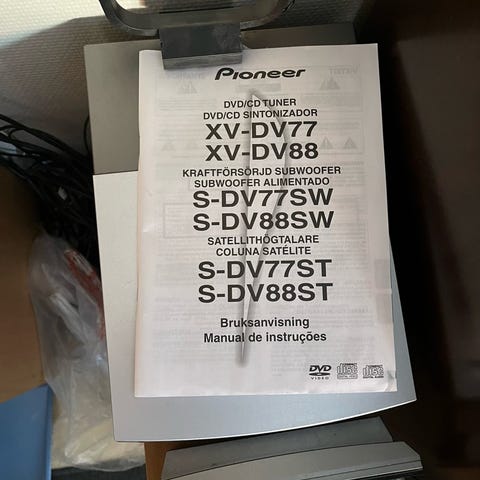 Pioneer
DVD/CD TUNER
DVD/CD SINTONIZADOR
XV-DV77
XV-DV88
KRAFTFÖRSÖRJD SUBWOOFER
SUBWOOFER ALIMENTADO
S-DV77SW
S-DV88SW
SATELLITHÖGTALARE
COLUNA SATÉLITE
S-DV77ST
S-DV88ST
Bruksanvisning
Manual de instruções
DVD
VIDEO